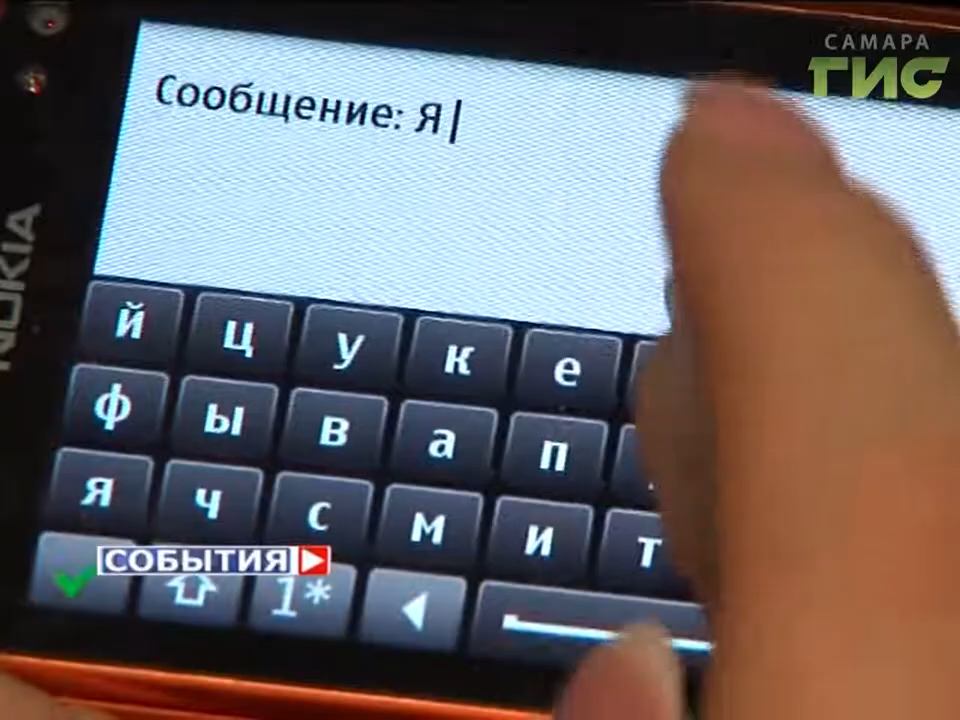 САМАРА
ГИС
Сообщение: Я
NOKIA
й ц у к е
ф ы в а п
я ч с м и т
СОБЫТИЯ
1*